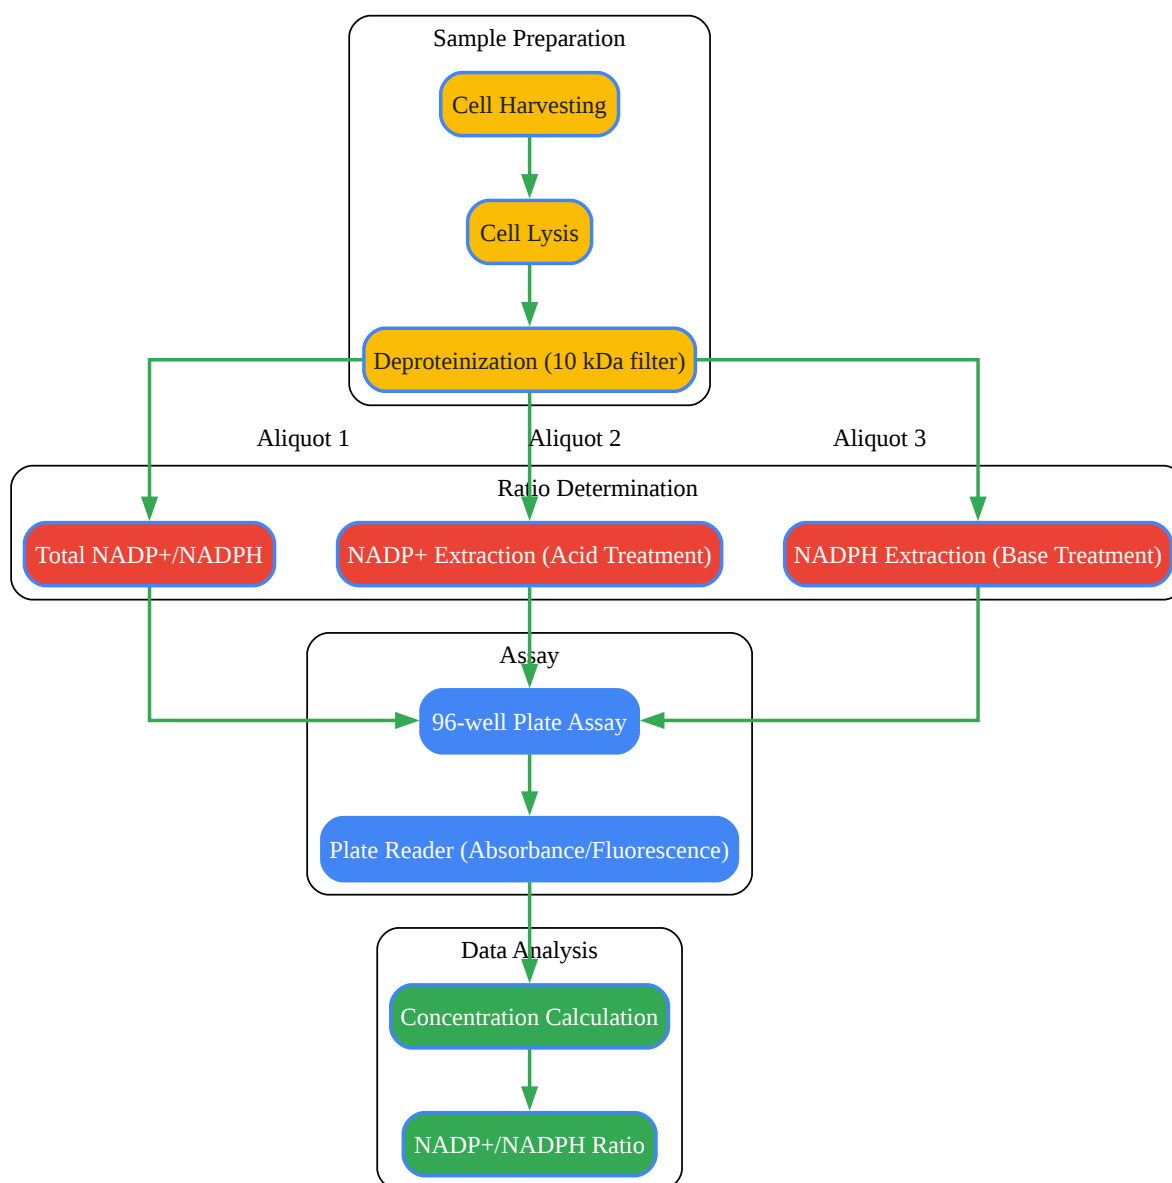 Sample Preparation
Cell Harvesting
Cell Lysis
Deproteinization (10 kDa filter)
Aliquot 1
Aliquot 2
Aliquot 3
Ratio Determination
Total NADP+/NADPH
NADP+ Extraction (Acid Treatment)
NADPH Extraction (Base Treatment)
Assay
96-well Plate Assay
Plate Reader (Absorbance/Fluorescence)
Data Analysis
Concentration Calculation
NADP+/NADPH Ratio